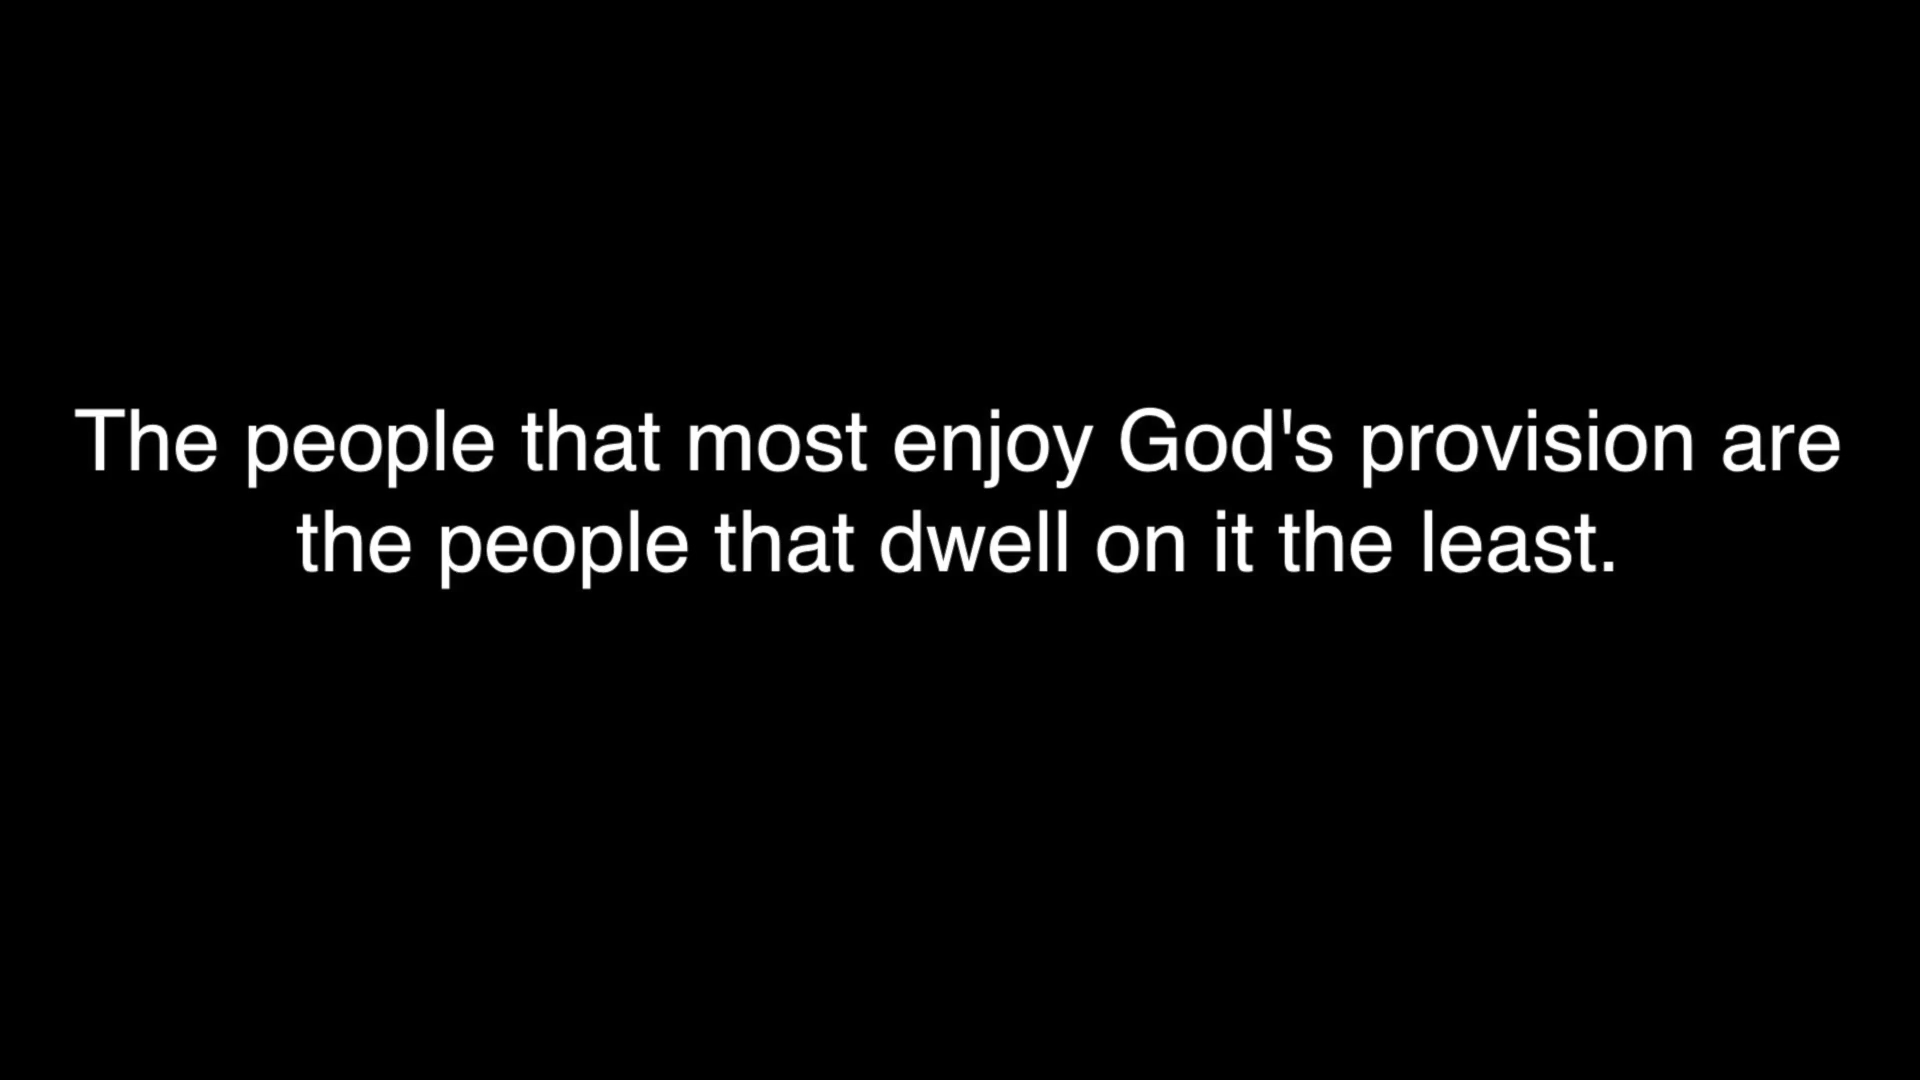 The people that most enjoy God's provision are
the people that dwell on it the least.